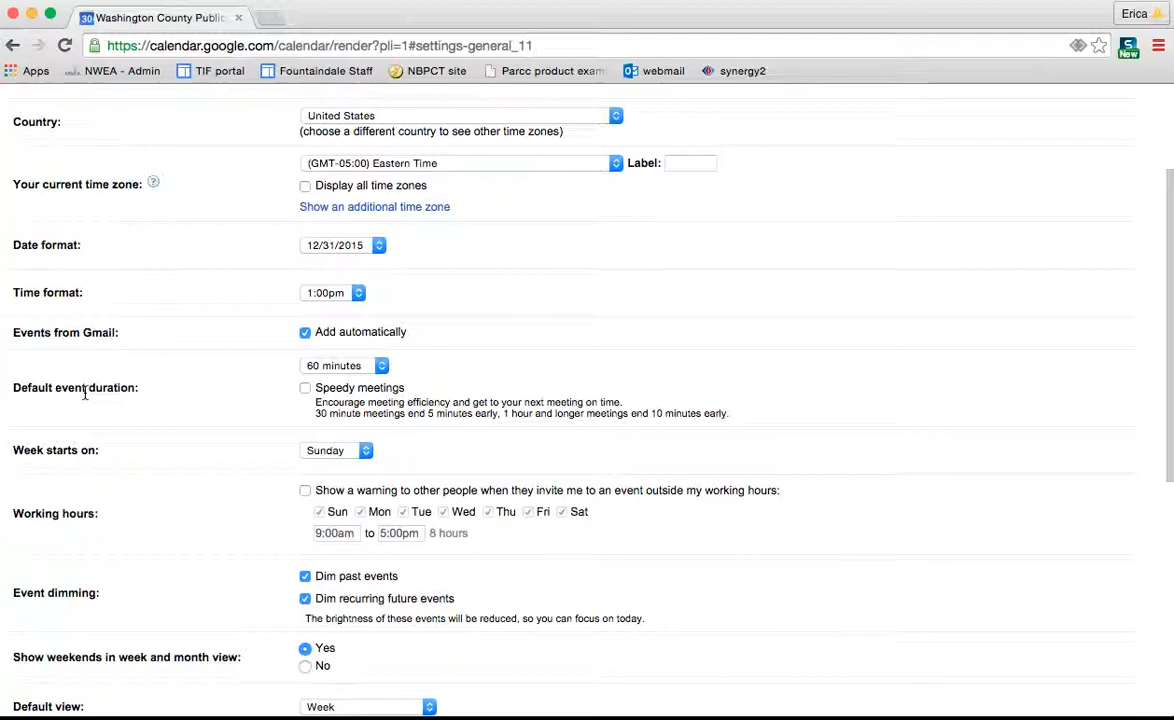 30 Washington County Public
Erica
https://calendar.google.com/calendar/render?pli=1#settings-general_11
New
Apps NWEA - Admin TIF portal Fountaindale Staff NBPCT site Parcc product exam webmail synergy2
Country:
United States
(choose a different country to see other time zones)
Your current time zone: ?
(GMT-05:00) Eastern Time Label:
Display all time zones
Show an additional time zone
Date format:
12/31/2015
Time format:
1:00pm
Events from Gmail:
Add automatically
Default event duration:
60 minutes
Speedy meetings
Encourage meeting efficiency and get to your next meeting on time.
30 minute meetings end 5 minutes early, 1 hour and longer meetings end 10 minutes early.
Week starts on:
Sunday
Working hours:
Show a warning to other people when they invite me to an event outside my working hours:
Sun Mon Tue Wed Thu Fri Sat
9:00am to 5:00pm 8 hours
Event dimming:
Dim past events
Dim recurring future events
The brightness of these events will be reduced, so you can focus on today.
Show weekends in week and month view:
Yes
No
Default view:
Week